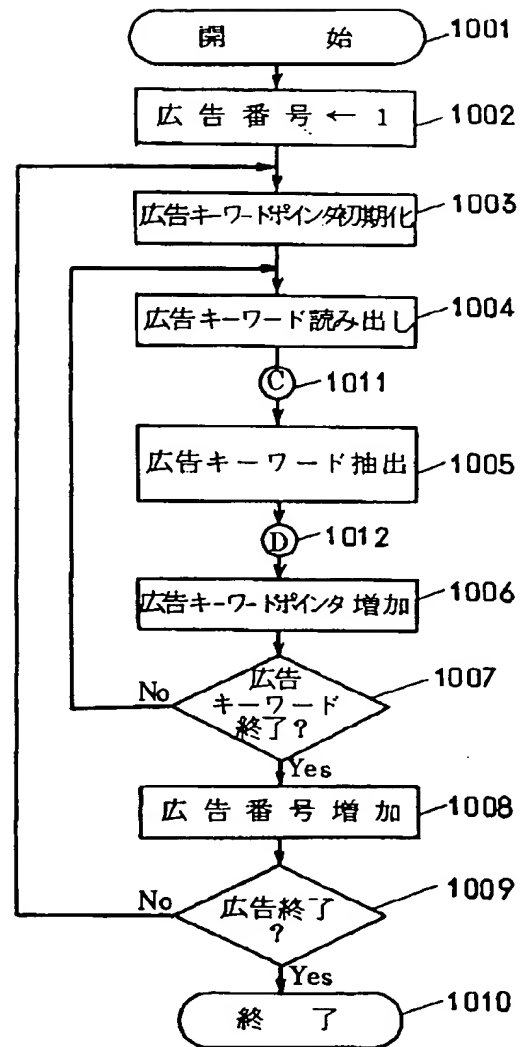 開始 1001
広告番号 ← 1 1002
広告キーワードポインタ初期化 1003
広告キーワード読み出し 1004
C 1011
広告キーワード抽出 1005
D 1012
広告キーワードポインタ増加 1006
広告
キーワード
終了? 1007
No
Yes
広告番号増加 1008
広告終了
? 1009
No
Yes
終了 1010